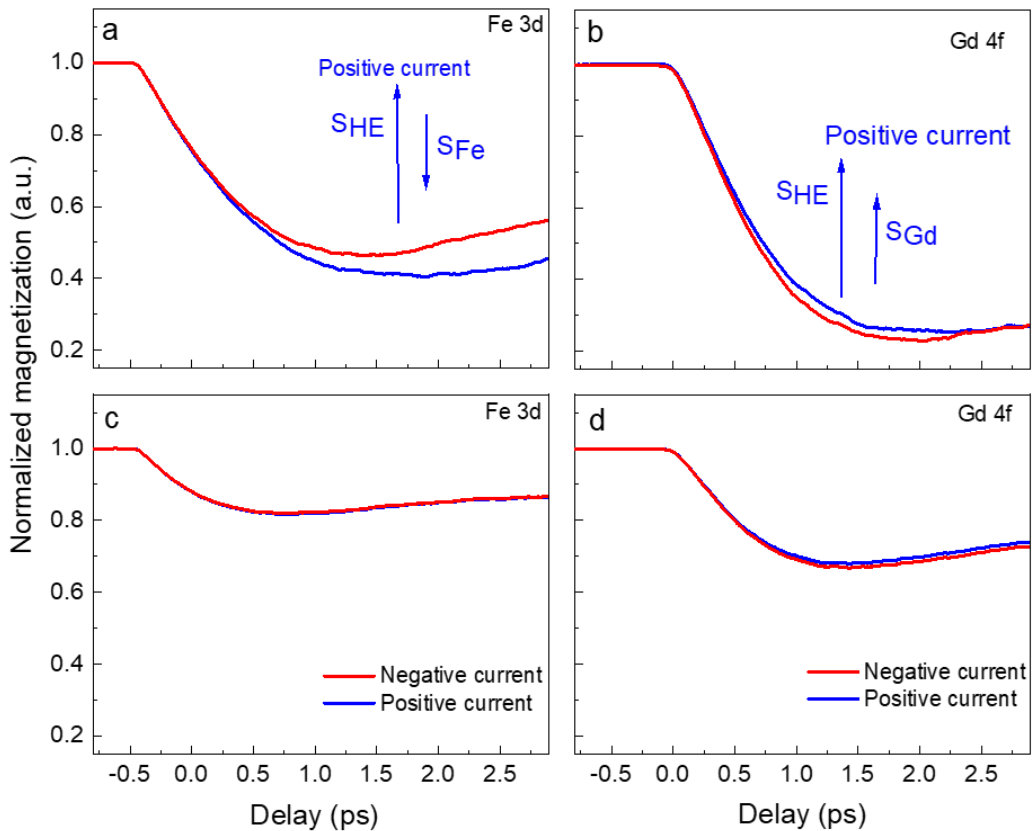 a
Fe 3d
Positive current
SHE
SFe
b
Gd 4f
Positive current
SHE
SGd
1.0
0.8
0.6
0.4
0.2
c
Fe 3d
d
Gd 4f
1.0
0.8
0.6
0.4
0.2
Normalized magnetization (a.u.)
Negative current
Positive current
Negative current
Positive current
-0.5 0.0 0.5 1.0 1.5 2.0 2.5
-0.5 0.0 0.5 1.0 1.5 2.0 2.5
Delay (ps)
Delay (ps)